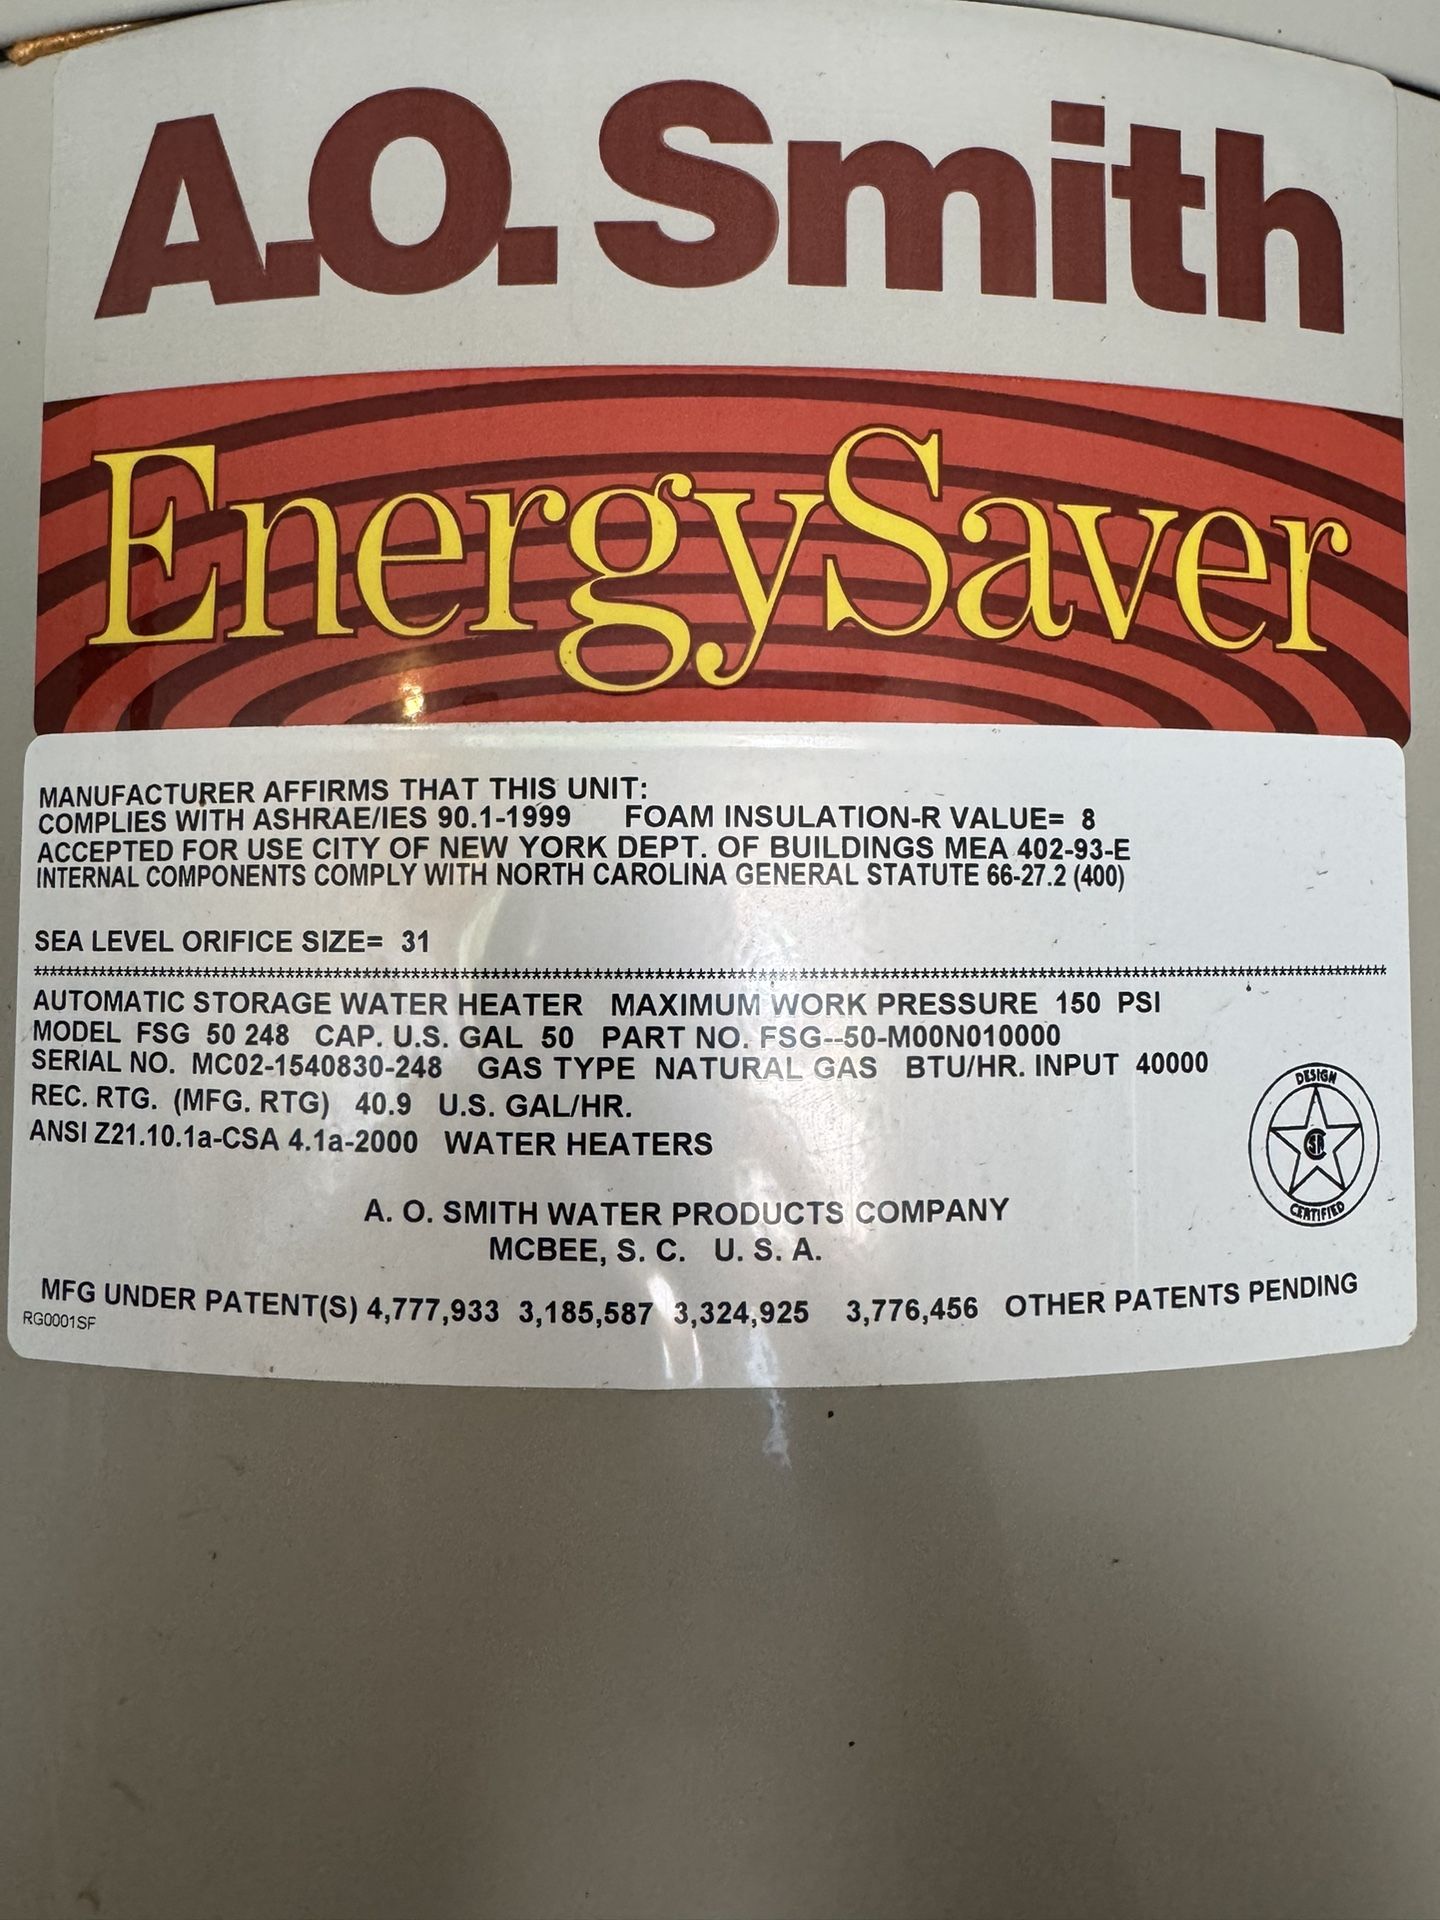 A.O. Smith
EnergySaver
MANUFACTURER AFFIRMS THAT THIS UNIT:
COMPLIES WITH ASHRAE/IES 90.1-1999 FOAM INSULATION-R VALUE= 8
ACCEPTED FOR USE CITY OF NEW YORK DEPT. OF BUILDINGS MEA 402-93-E
INTERNAL COMPONENTS COMPLY WITH NORTH CAROLINA GENERAL STATUTE 66-27.2 (400)
SEA LEVEL ORIFICE SIZE= 31
AUTOMATIC STORAGE WATER HEATER MAXIMUM WORK PRESSURE 150 PSI
MODEL FSG 50 248 CAP. U.S. GAL 50 PART NO. FSG--50-M00N010000
SERIAL NO. MC02-1540830-248 GAS TYPE NATURAL GAS BTU/HR. INPUT 40000
REC. RTG. (MFG. RTG) 40.9 U.S. GAL/HR.
ANSI Z21.10.1a-CSA 4.1a-2000 WATER HEATERS
DESIGN
CSA
CERTIFIED
A. O. SMITH WATER PRODUCTS COMPANY
MCBEE, S. C. U. S. A.
MFG UNDER PATENT(S) 4,777,933 3,185,587 3,324,925 3,776,456 OTHER PATENTS PENDING
RG0001SF